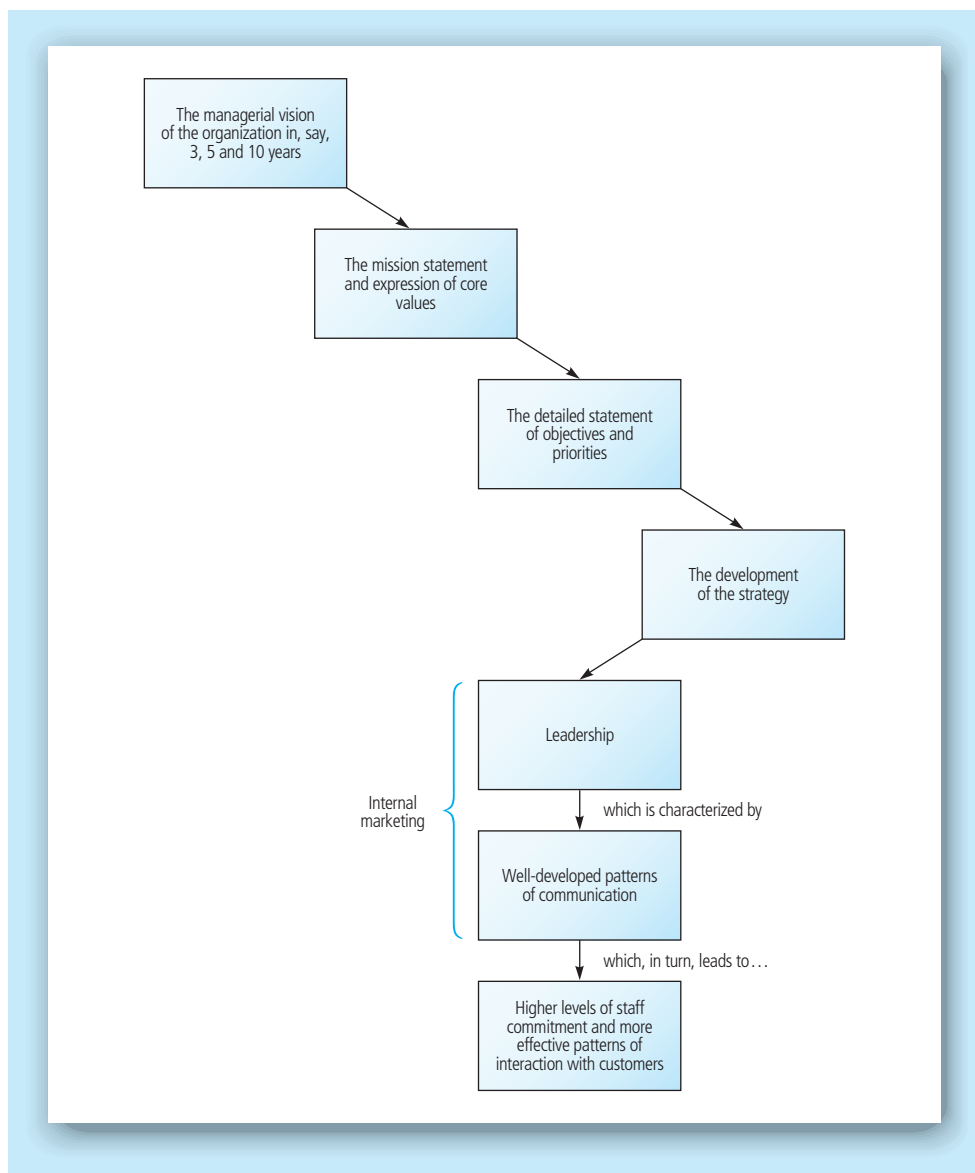 The managerial vision
of the organization in, say,
3, 5 and 10 years
The mission statement
and expression of core
values
The detailed statement
of objectives and
priorities
The development
of the strategy
Leadership
Internal
marketing
which is characterized by
Well-developed patterns
of communication
which, in turn, leads to...
Higher levels of staff
commitment and more
effective patterns of
interaction with customers